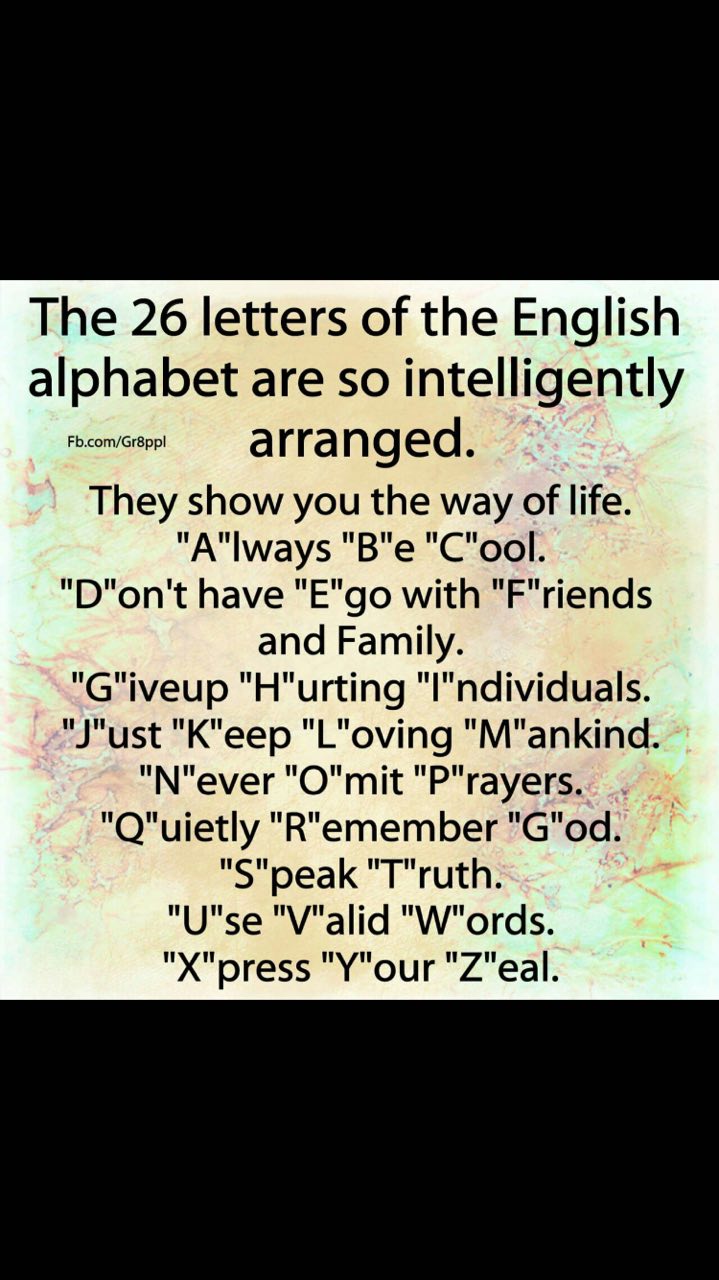 The 26 letters of the English
alphabet are so intelligently
Fb.com/Gr8ppl
arranged.
They show you the way of life.
"A"lways "B"e "C"ool.
"D"on't have "E"go with "F"riends
and Family.
"G"iveup "H"urting "I"ndividuals.
"J"ust "K"eep "L"oving "M"ankind.
"N"ever "O"mit "P"rayers.
"Q"uietly "R"emember "G"od.
"S"peak "T"ruth.
"U"se "V"alid "W"ords.
"X"press "Y"our "Z"eal.